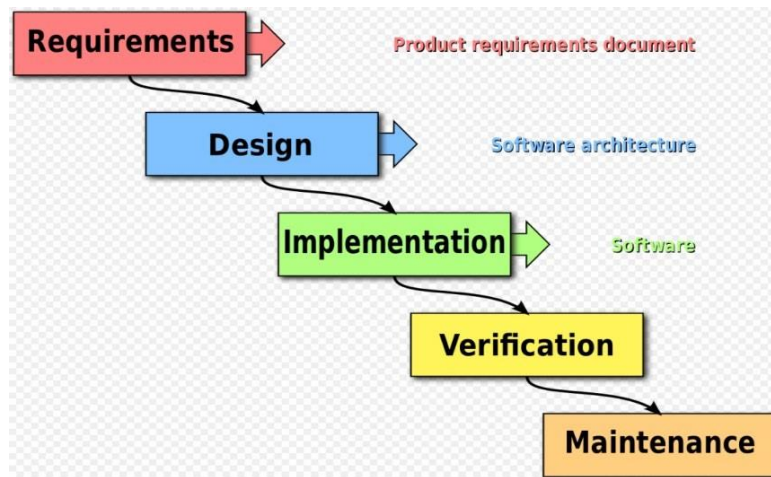 Requirements
Product requirements document
Design
Software architecture
Implementation
Software
Verification
Maintenance